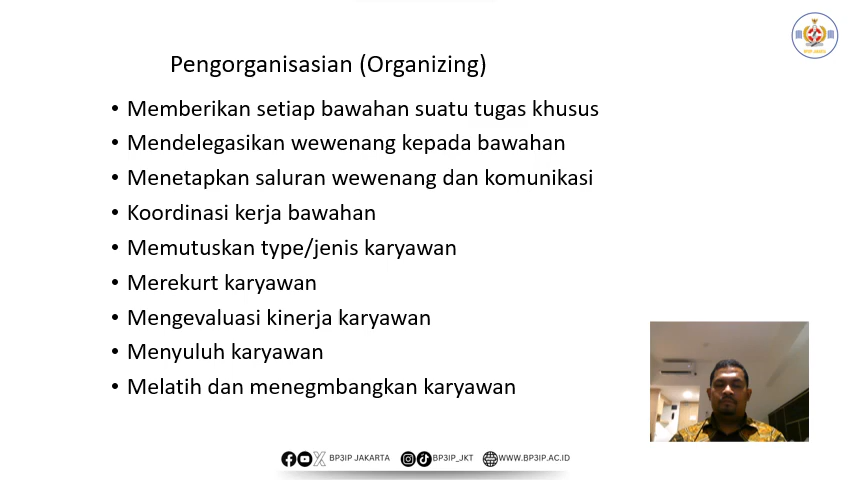 Pengorganisasian (Organizing)
• Memberikan setiap bawahan suatu tugas khusus
• Mendelegasikan wewenang kepada bawahan
• Menetapkan saluran wewenang dan komunikasi
• Koordinasi kerja bawahan
• Memutuskan type/jenis karyawan
• Merekurt karyawan
• Mengevaluasi kinerja karyawan
• Menyuluh karyawan
• Melatih dan menegmbangkan karyawan
BP3IP JAKARTA BP3IP_JKT WWW.BP3IP.AC.ID